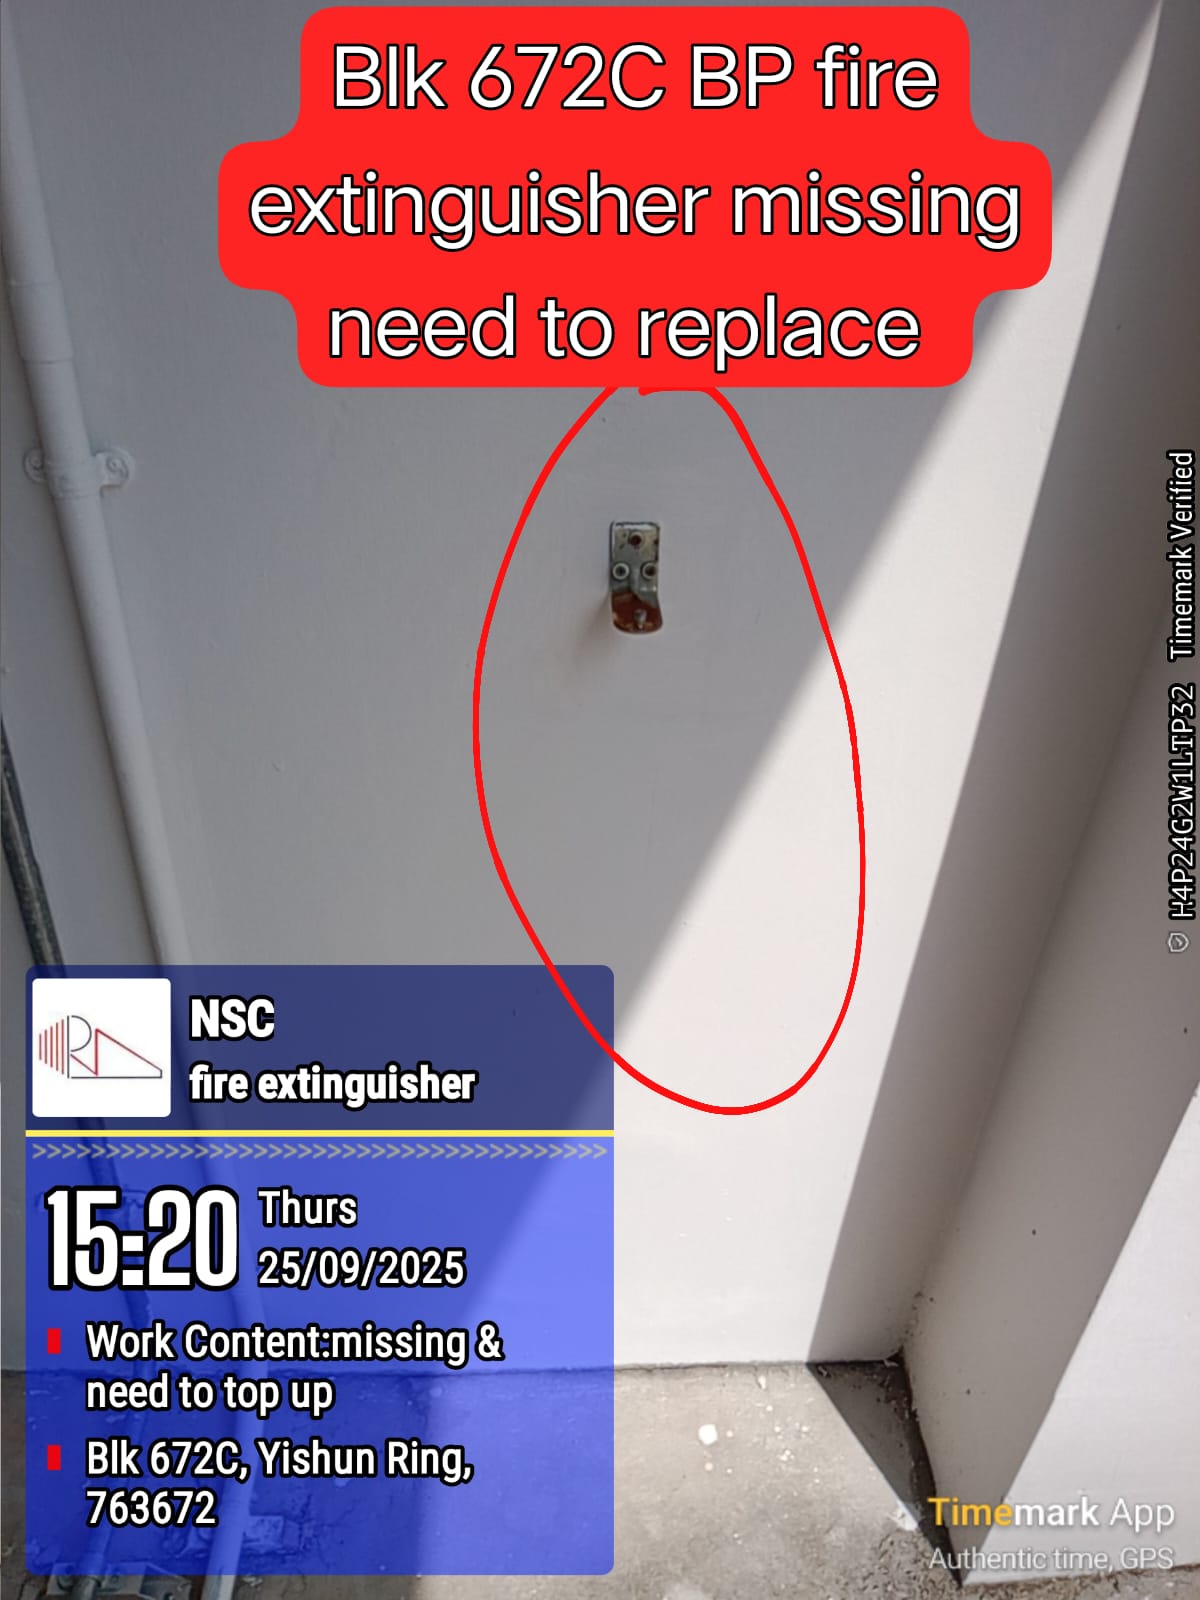 Blk 672C BP fire
extinguisher missing
need to replace
H4P24G2W1LTP32 Timemark Verified
NSC
fire extinguisher
>>>>>>>>>>>>>>>>>>>>>>>>>>>>>>>>>>>>>>>>
15:20
Thurs
25/09/2025
Work Content:missing &
need to top up
Blk 672C, Yishun Ring,
763672
Timemark App
Authentic time, GPS